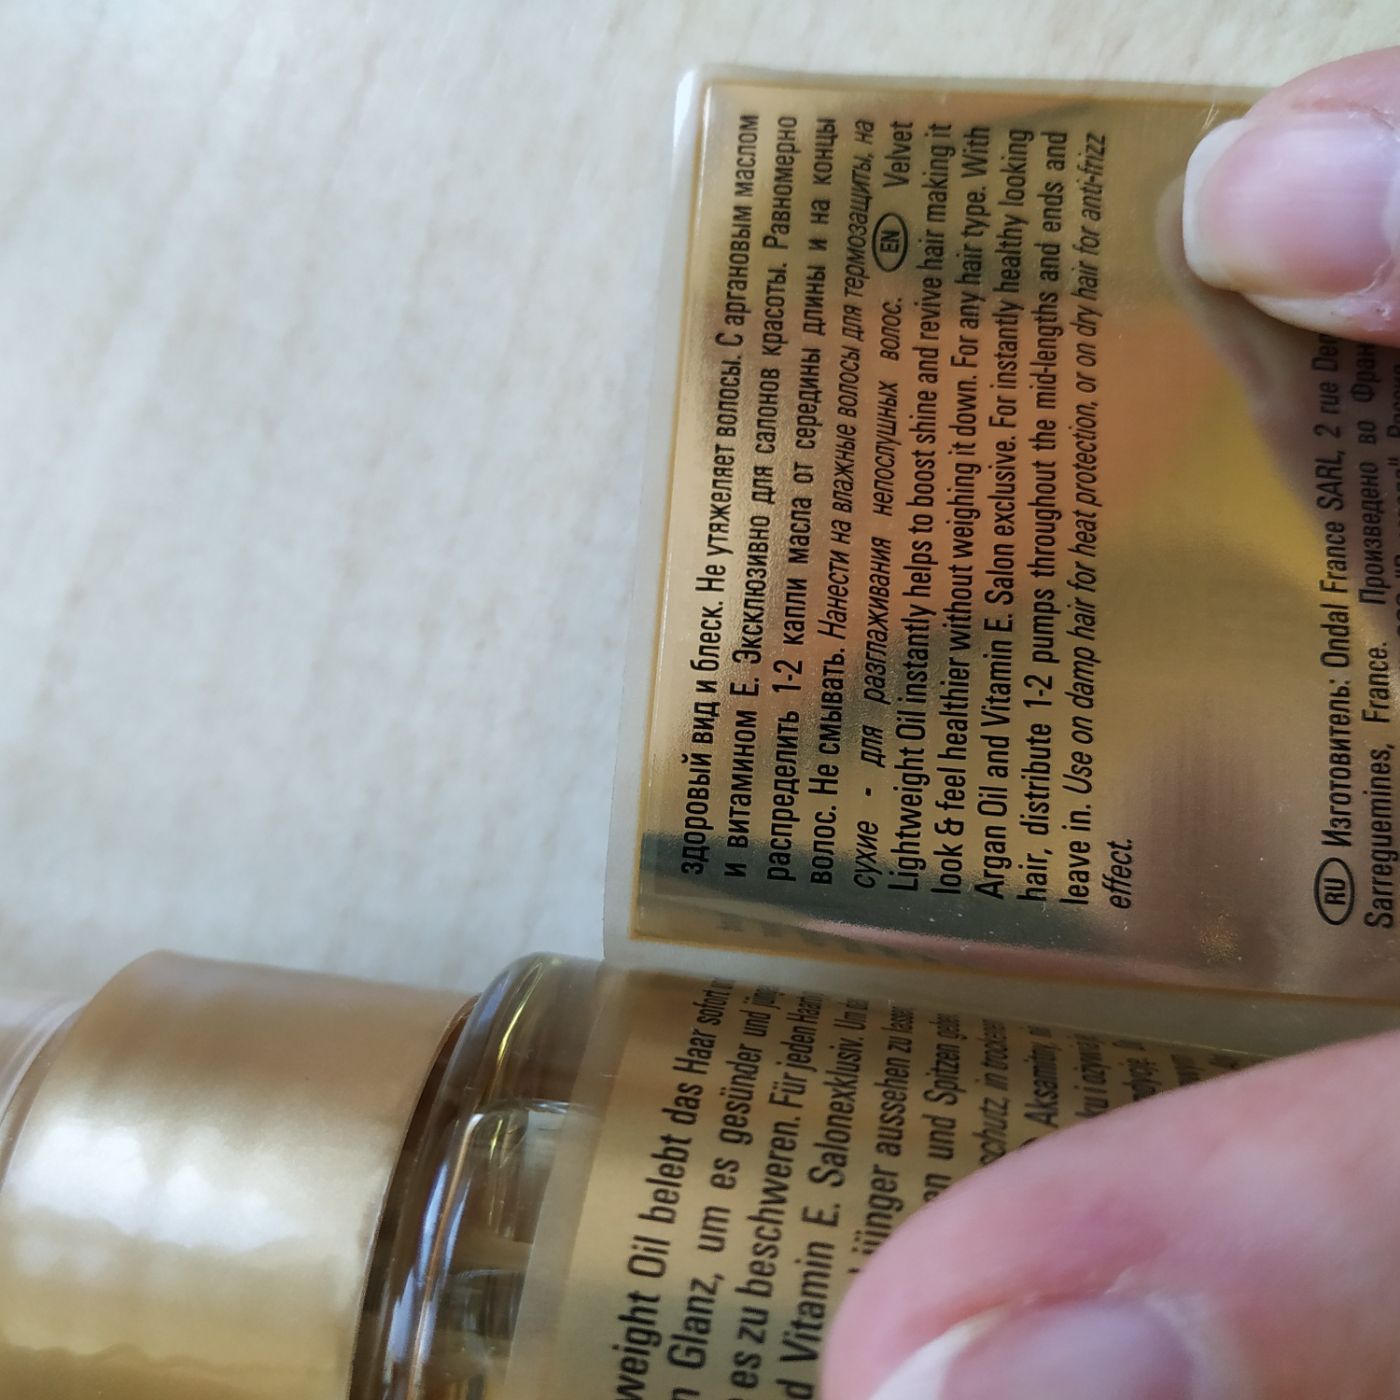 здоровый вид и блеск. Не утяжеляет волосы. С аргановым маслом
и витамином Е. Эксклюзивно для салонов красоты. Равномерно
распределить 1-2 капли масла от середины длины и на концы
волос. Не смывать. Нанести на влажные волосы для термозащиты, на
сухие - для разглаживания непослушных волос. EN Velvet
Lightweight Oil instantly helps to boost shine and revive hair making it
look & feel healthier without weighing it down. For any hair type. With
Argan Oil and Vitamin E. Salon exclusive. For instantly healthy looking
hair, distribute 1-2 pumps throughout the mid-lengths and ends and
leave in. Use on damp hair for heat protection, or on dry hair for anti-frizz
effect.
RU Изготовитель: Ondal France SARL, 2 rue
Sarreguemines, France. Произведено во
weight Oil belebt das Haar sofort
Glanz, um es gesünder und
es zu beschweren. Für jeden
Vitamin E. Salonexklusiv. Um
jünger aussehen zu
und Spitzen
in